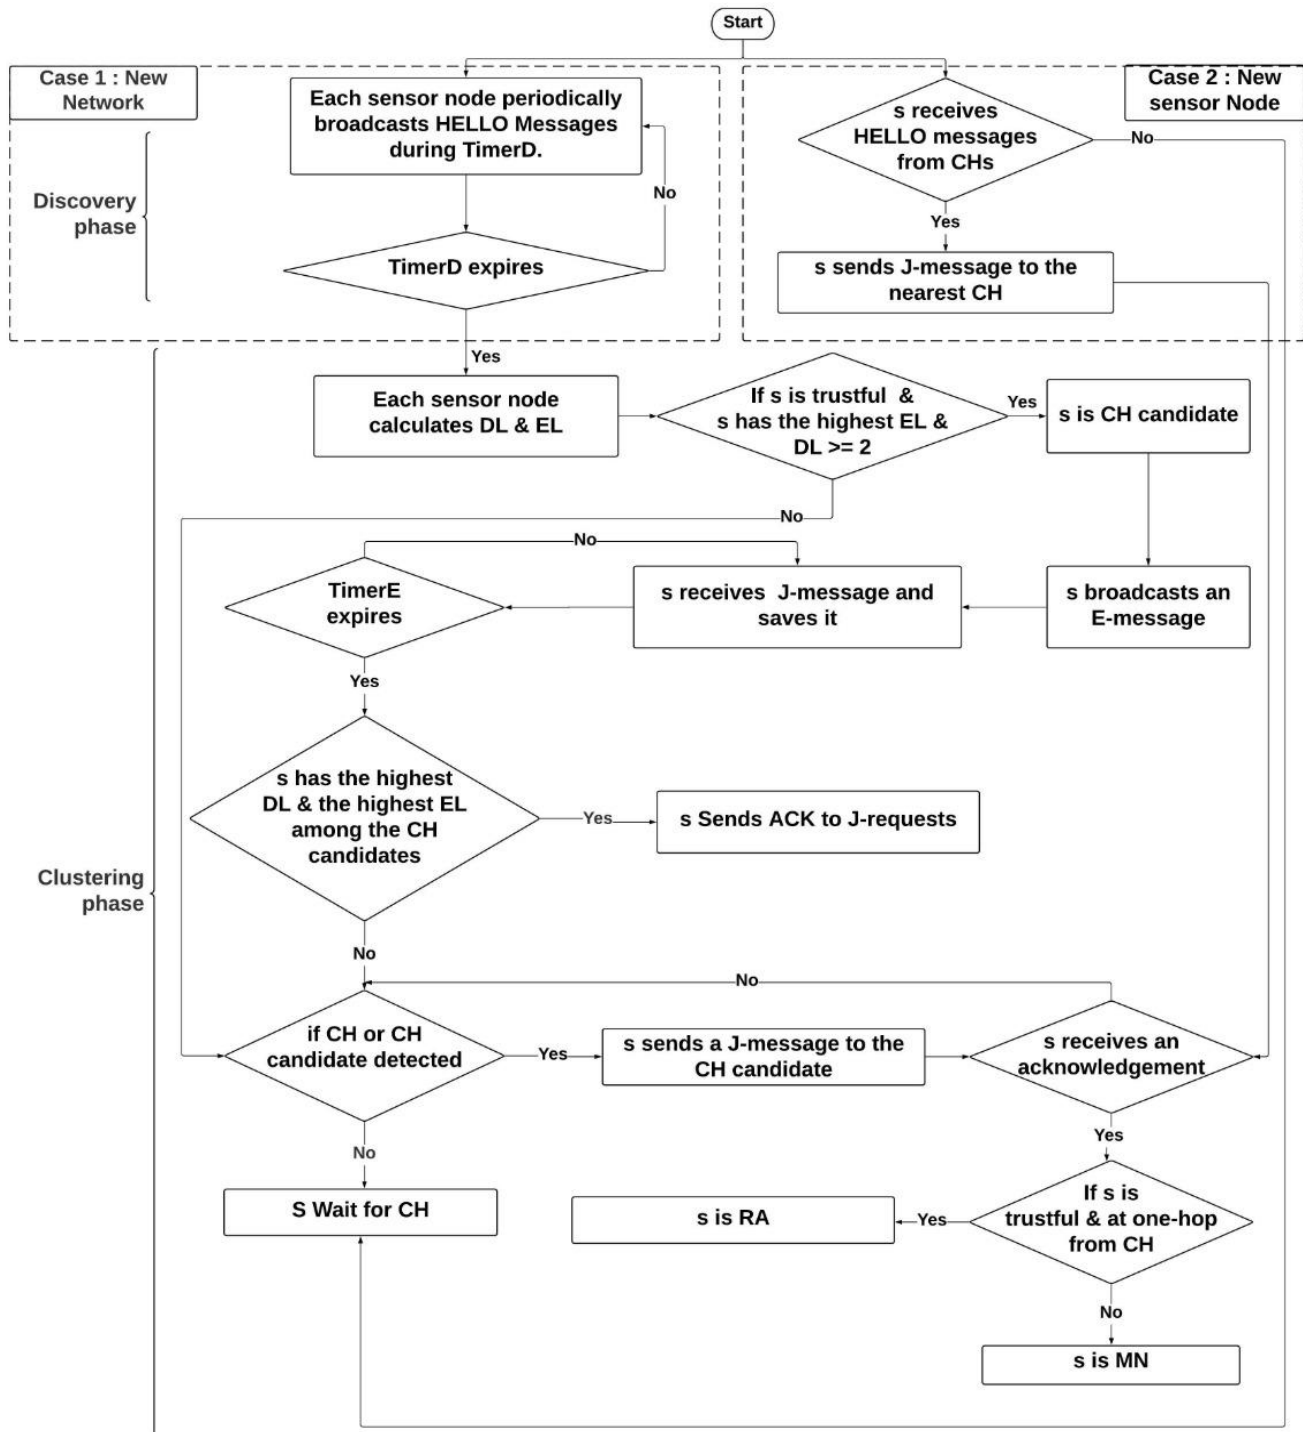 Start
Case 1 : New
Network
Each sensor node periodically
broadcasts HELLO Messages
during TimerD.
No
Discovery
phase
TimerD expires
Yes
Case 2 : New
sensor Node
s receives
HELLO messages
from CHs
No
Yes
s sends J-message to the
nearest CH
Each sensor node
calculates DL & EL
If s is trustful &
s has the highest EL &
DL >= 2
Yes
s is CH candidate
No
No
TimerE
expires
s receives J-message and
saves it
s broadcasts an
E-message
Yes
s has the highest
DL & the highest EL
among the CH
candidates
Yes
s Sends ACK to J-requests
Clustering
phase
No
No
if CH or CH
candidate detected
Yes
s sends a J-message to the
CH candidate
s receives an
acknowledgement
No
Yes
S Wait for CH
s is RA
Yes
If s is
trustful & at one-hop
from CH
No
s is MN